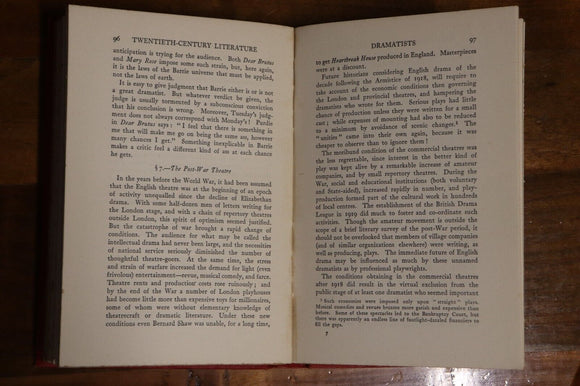 96 TWENTIETH-CENTURY LITERATURE
anticipation is trying for the audience. Both Dear Brutus
and Mary Rose impose some such strain, but, here again,
it is the laws of the Barrie universe that must be applied,
not the laws of earth.
It is easy to give judgment that Barrie either is or is not
a great dramatist. But whatever verdict be given, the
judge is usually tormented by a subconscious conviction
that his conclusion is wrong. Moreover, Tuesday's judg-
ment does not always correspond with Monday's! Purdie
in Dear Brutus says: "I feel that there is something in
me that will make me go on being the same ass, however
many chances I get." Something inexplicable in Barrie
makes a critic feel a different kind of ass at each chance
he gets.
§ 7.—The Post-War Theatre
In the years before the World War, it had been assumed
that the English theatre was at the beginning of an epoch
of activity unequalled since the decline of Elizabethan
drama. With some half-dozen men of letters writing for
the London stage, and with a chain of repertory theatres
outside London, this spirit of optimism seemed justified.
But the catastrophe of war brought a rapid change of
conditions. The audience for what may be called the
intellectual drama had never been large, and the necessities
of national service seriously diminished the number of
thoughtful theatre-goers. At the same time, the stress
and strain of warfare increased the demand for light (even
frivolous) entertainment—revue, musical comedy, and farce.
Theatre rents and production costs rose ruinously; and
by the end of the War a number of London playhouses
had become little more than expensive toys for millionaires,
some of whom were without elementary knowledge of
theatrecraft or dramatic literature. Under these new
conditions even Bernard Shaw was unable, for a long time,
DRAMATISTS 97
to get Heartbreak House produced in England. Masterpieces
were at a discount.
Future historians considering English drama of the
decade following the Armistice of 1918, will require to
give account of the economic conditions then governing
the London and provincial theatres, and hampering the
dramatists who wrote for them. Serious plays had little
chance of production unless they were written for a small
cast; while expenses of mounting had also to be reduced
to a minimum by avoidance of scenic changes.¹ The
"unities" came into their own again, because it was
cheaper to observe than to ignore them!
The moribund condition of the commercial theatres was
the less regrettable, since interest in the better kind of
play was kept alive by a remarkable increase of amateur
companies, and by small repertory theatres. During the
War, social and educational institutions (both voluntary
and State-aided), increased rapidly in number, and play-
production formed part of the cultural work in hundreds
of local centres. The establishment of the British Drama
League in 1919 did much to foster and co-ordinate such
activities. Though the amateur movement is outside the
scope of a brief literary survey of the post-War period, it
should not be overlooked that members of village companies
(and of similar organizations elsewhere) were writing, as
well as producing, plays. The immediate future of English
drama may be influenced as much by these unnamed
dramatists as by professional playwrights.
The conditions obtaining in the commercial theatres
after 1918 led to the virtual exclusion from the
public stage of at least one dramatist who seemed important
¹ Such economies were imposed only upon "straight" plays.
Musical comedies and revues became more garish and expensive than
before. Some of these spectacles led to the Bankruptcy Court, but
there was apparently an endless line of footlight-dazzled financiers to
fill the gaps.
7